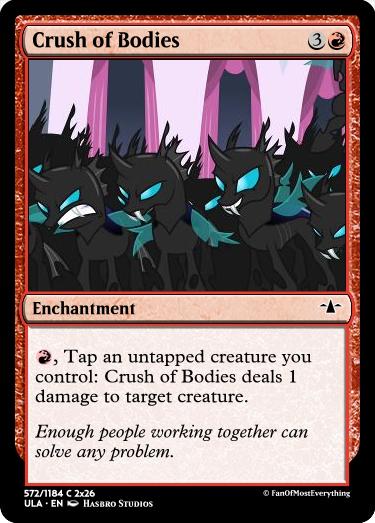 Crush of Bodies 3
Enchantment
, Tap an untapped creature you
control: Crush of Bodies deals 1
damage to target creature.
Enough people working together can
solve any problem.
572/1184 C 2x26
ULA • EN HASBRO STUDIOS
© FanOfMostEverything